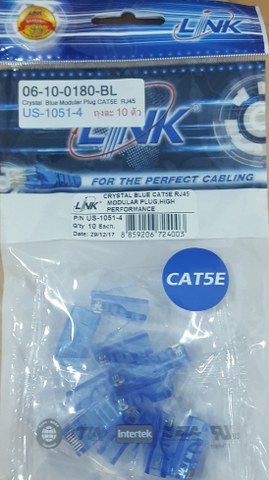 LINK
06-10-0180-BL
Crystal Blue Moduler Plug CAT5E RJ45
US-1051-4 ถุงละ 10 ตัว
LINK
FOR THE PERFECT CABLING
LINK
CRYSTAL BLUE CAT5E RJ45
MODULAR PLUG,HIGH
PERFORMANCE
P/N US-1051-4
Q'ty 10 Each.
Date: 29/12/17
8 859206 724003
CAT5E
Intertek